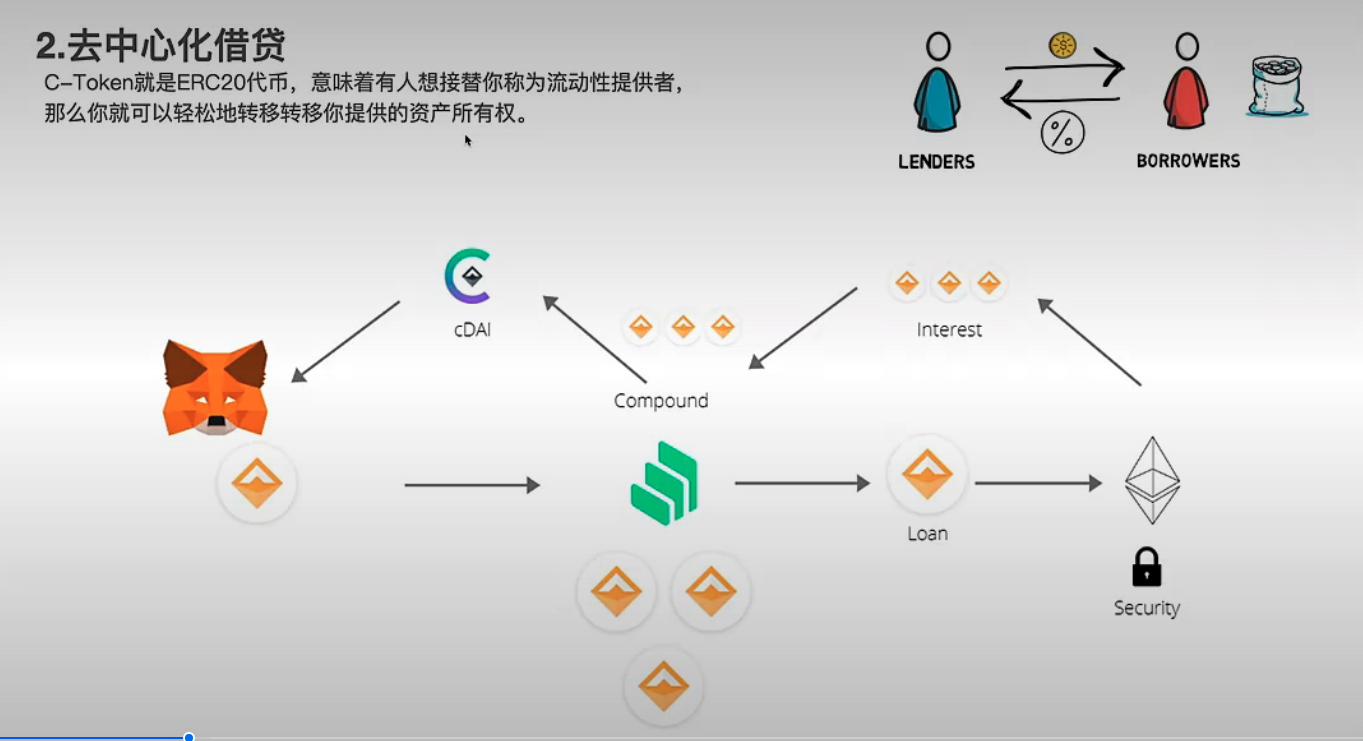 2.去中心化借贷
C-Token就是ERC20代币，意味着有人想接替你称为流动性提供者，
那么你就可以轻松地转移转移你提供的资产所有权。
LENDERS
BORROWERS
cDAI
Interest
Compound
Loan
Security